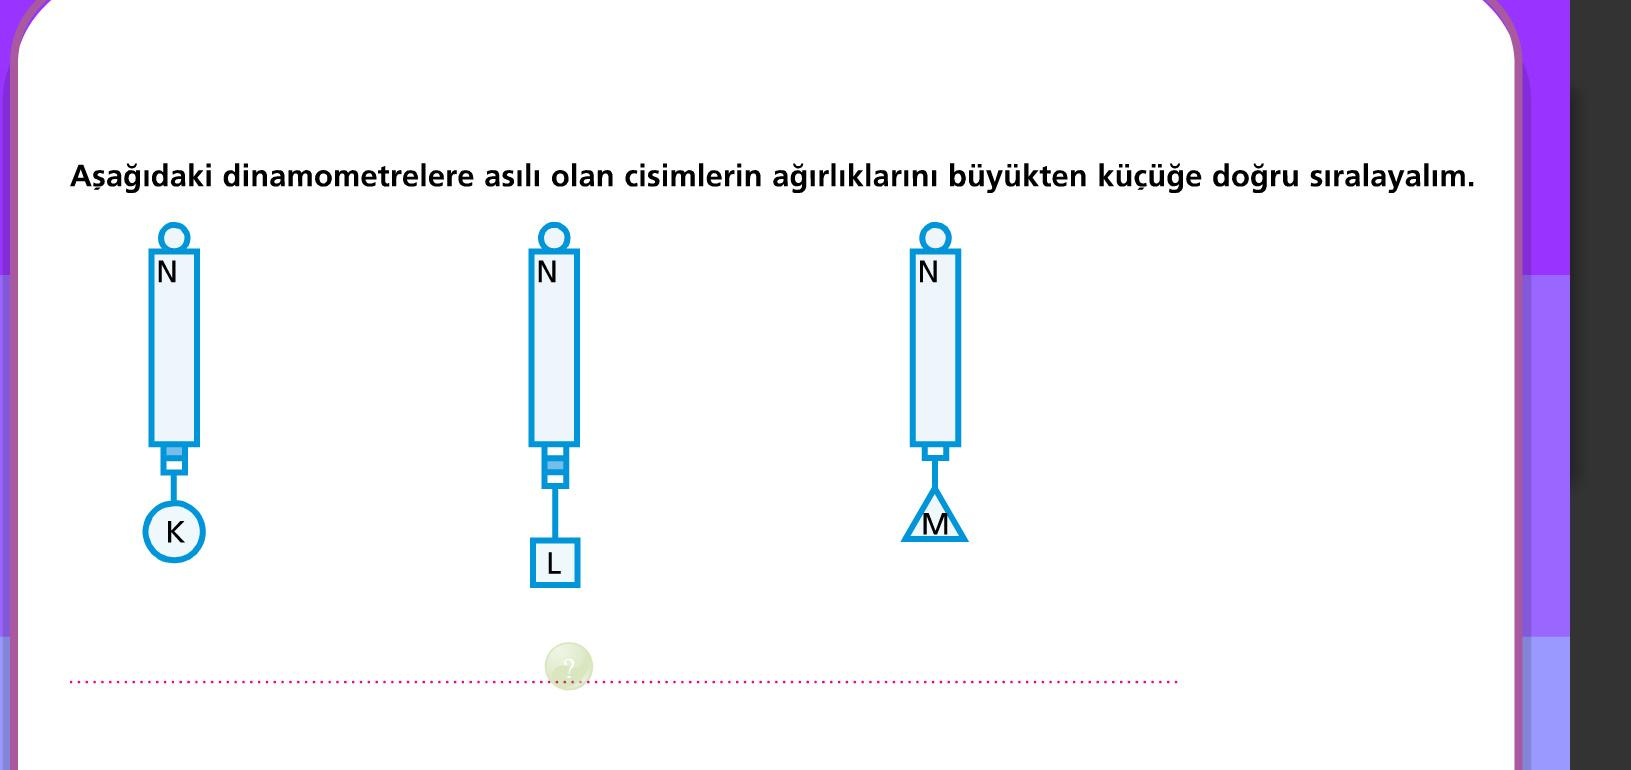 Aşağıdaki dinamometrelere asılı olan cisimlerin ağırlıklarını büyükten küçüğe doğru sıralayalım.
N N N
K L M
?